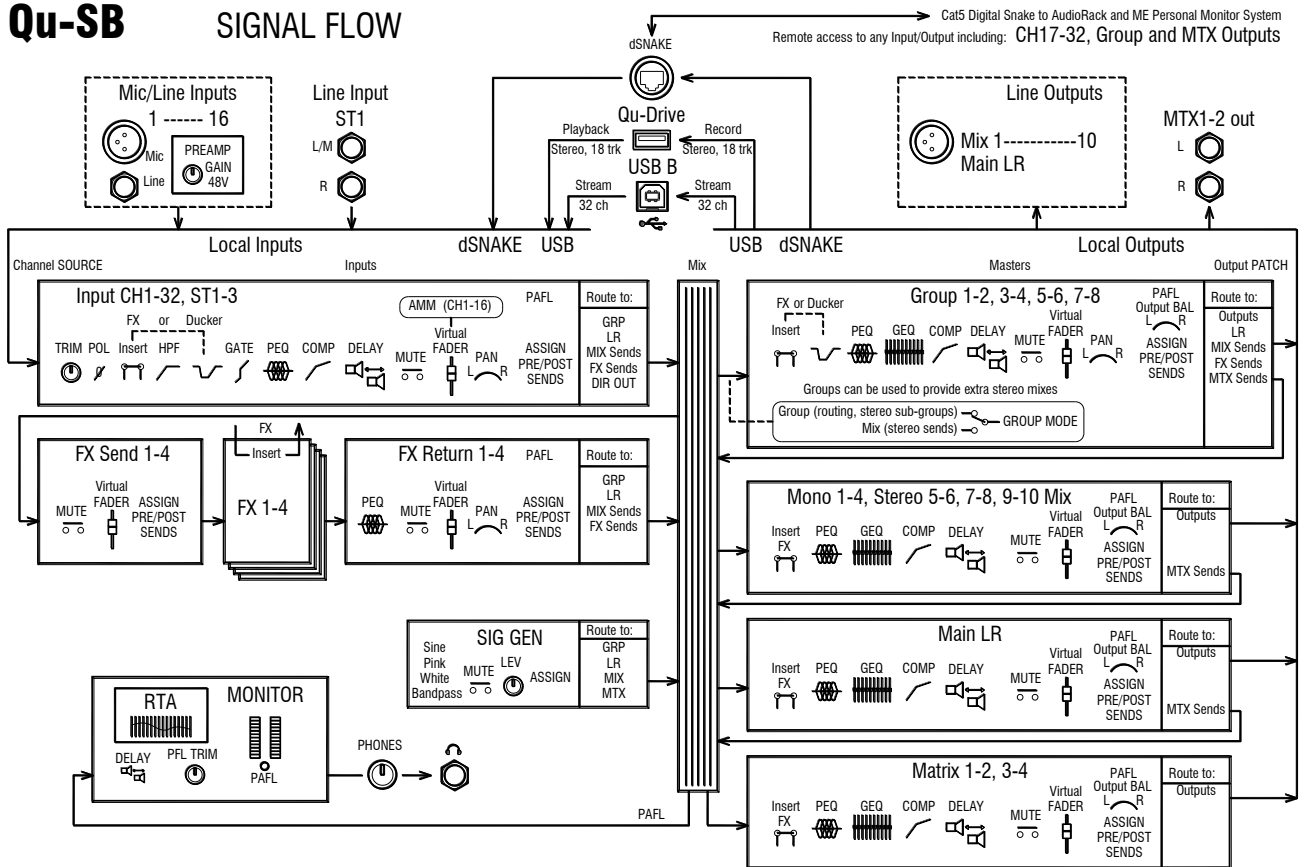 Qu-SB SIGNAL FLOW
Cat5 Digital Snake to AudioRack and ME Personal Monitor System
Remote access to any Input/Output including: CH17-32, Group and MTX Outputs
dSNAKE
Mic/Line Inputs
1 ------ 16
Mic
Line
PREAMP
GAIN
48V
Line Input
ST1
L/M
R
Qu-Drive
Playback
Stereo, 18 trk
Record
Stereo, 18 trk
USB B
Stream
32 ch
Stream
32 ch
Line Outputs
Mix 1-----------10
Main LR
MTX1-2 out
L
R
Local Inputs
dSNAKE USB
USB dSNAKE
Local Outputs
Channel SOURCE
Inputs
Mix
Masters
Output PATCH
Input CH1-32, ST1-3
AMM (CH1-16)
PAFL
Route to:
FX or Ducker
TRIM POL Insert HPF GATE PEQ COMP DELAY MUTE
Virtual
FADER
PAN
L R
ASSIGN
PRE/POST
SENDS
GRP
LR
MIX Sends
FX Sends
DIR OUT
Group 1-2, 3-4, 5-6, 7-8
FX or Ducker
Insert PEQ GEQ COMP DELAY MUTE
Virtual
FADER
PAN
L R
PAFL
Output BAL
L R
ASSIGN
PRE/POST
SENDS
Route to:
Outputs
LR
MIX Sends
FX Sends
MTX Sends
Groups can be used to provide extra stereo mixes
Group (routing, stereo sub-groups)
Mix (stereo sends)
GROUP MODE
FX Send 1-4
MUTE
Virtual
FADER
ASSIGN
PRE/POST
SENDS
FX
Insert
FX 1-4
FX Return 1-4
PAFL
PEQ
MUTE
Virtual
FADER
PAN
L R
ASSIGN
PRE/POST
SENDS
Route to:
GRP
LR
MIX Sends
FX Sends
Mono 1-4, Stereo 5-6, 7-8, 9-10 Mix
Insert
FX
PEQ GEQ COMP DELAY
MUTE
Virtual
FADER
PAFL
Output BAL
L R
ASSIGN
PRE/POST
SENDS
Route to:
Outputs
MTX Sends
SIG GEN
Sine
Pink
White
Bandpass
MUTE
LEV
ASSIGN
Route to:
GRP
LR
MIX
MTX
Main LR
Insert
FX
PEQ GEQ COMP DELAY
MUTE
Virtual
FADER
PAFL
Output BAL
L R
ASSIGN
PRE/POST
SENDS
Route to:
Outputs
MTX Sends
RTA
MONITOR
DELAY
PFL TRIM
PAFL
PHONES
PAFL
Matrix 1-2, 3-4
Insert
FX
PEQ GEQ COMP DELAY
MUTE
Virtual
FADER
PAFL
Output BAL
L R
ASSIGN
PRE/POST
SENDS
Route to:
Outputs